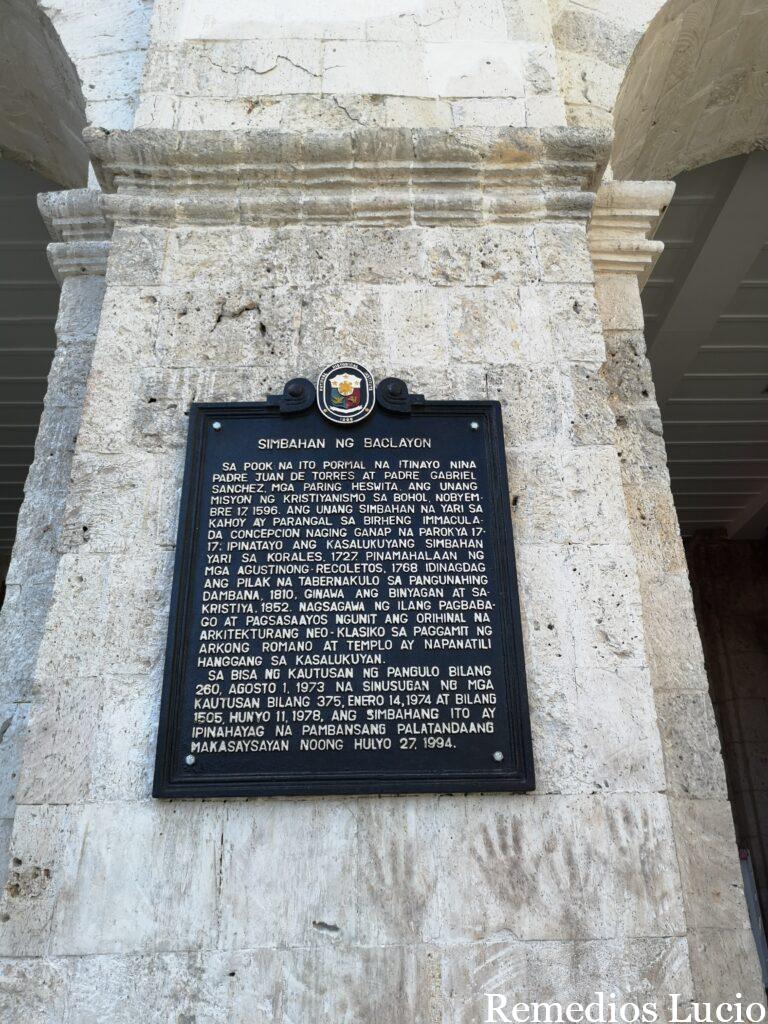 SIMBAHAN NG BACLAYON
SA POOK NA ITO PORMAL NA ITINAYO NINA
PADRE JUAN DE TORRES AT PADRE GABRIEL
SANCHEZ, MGA PARING HESWITA, ANG UNANG
MISYON NG KRISTIYANISMO SA BOHOL, NOBYEM-
BRE 17, 1596. ANG UNANG SIMBAHAN NA YARI SA
KAHOY AY PARANGAL SA BIRHENG IMMACULA-
DA CONCEPCION NAGING GANAP NA PAROKYA 17-
17; IPINATAYO ANG KASALUKUYANG SIMBAHAN
YARI SA KORALES, 1727. PINAMAHALAAN NG
MGA AGUSTINONG-RECOLETOS, 1768 IDINAGDAG
ANG PILAK NA TABERNAKULO SA PANGUNAHING
DAMBANA, 1810, GINAWA ANG BINYAGAN AT SA-
KRISTIYA, 1852. NAGSAGAWA NG ILANG PAGBABA-
GO AT PAGSASAAYOS NGUNIT ANG ORIHINAL NA
ARKITEKTURANG NEO-KLASIKO SA PAGGAMIT NG
ARKONG ROMANO AT TEMPLO AY NAPANATILI
HANGGANG SA KASALUKUYAN.
SA BISA NG KAUTUSAN NG PANGULO BILANG
260, AGOSTO 1, 1973 NA SINUSUGAN NG MGA
KAUTUSAN BILANG 375, ENERO 14, 1974 AT BILANG
1505, HUNYO 11, 1978, ANG SIMBAHANG ITO AY
IPINAHAYAG NA PAMBANSANG PALATANDAANG
MAKASAYSAYAN NOONG HULYO 27, 1994.
Remedios Lucio